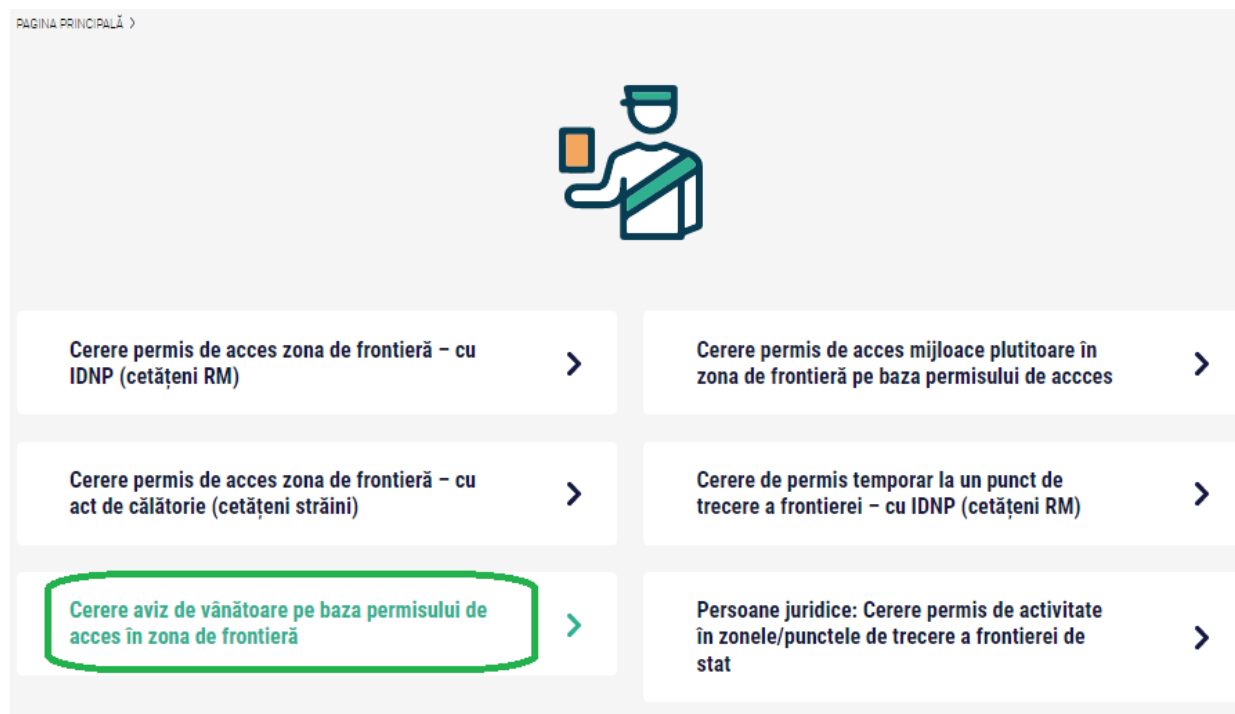 PAGINA PRINCIPALĂ >
Cerere permis de acces zona de frontieră – cu
IDNP (cetățeni RM)
Cerere permis de acces mijloace plutitoare în
zona de frontieră pe baza permisului de accces
Cerere permis de acces zona de frontieră – cu
act de călătorie (cetățeni străini)
Cerere de permis temporar la un punct de
trecere a frontierei – cu IDNP (cetățeni RM)
Cerere aviz de vânătoare pe baza permisului de
acces în zona de frontieră
Persoane juridice: Cerere permis de activitate
în zonele/punctele de trecere a frontierei de
stat